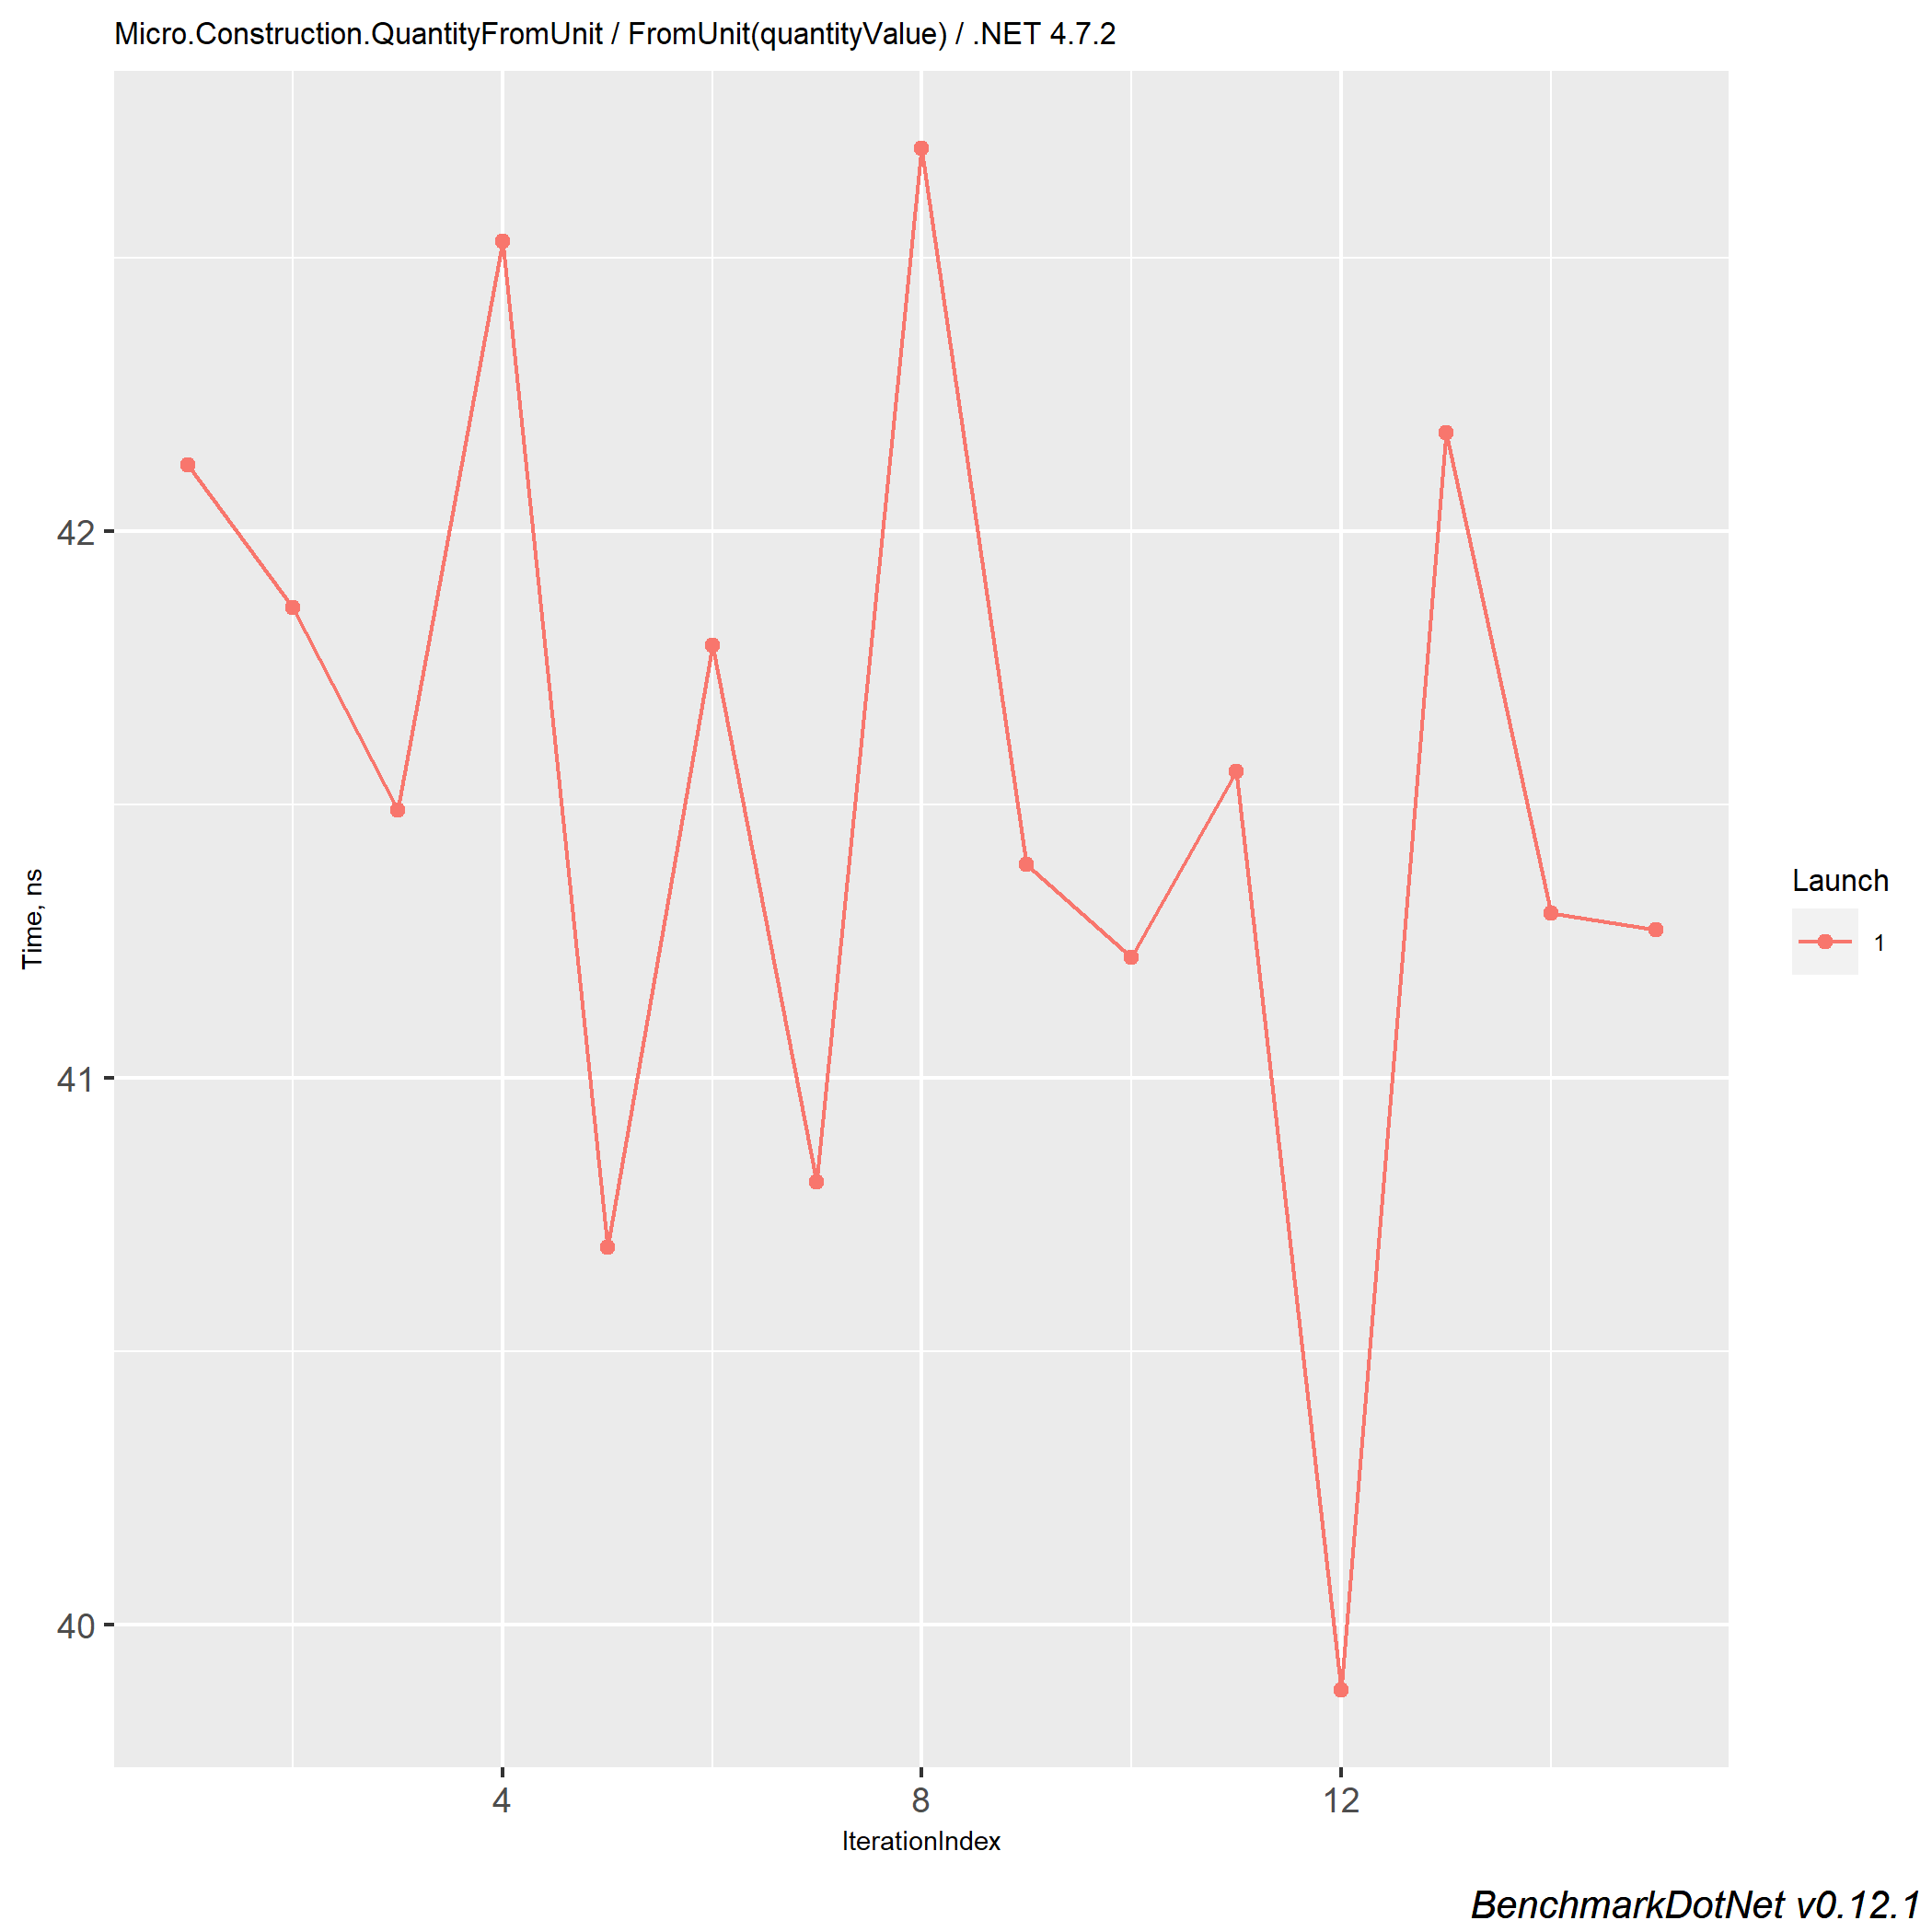 Micro.Construction.QuantityFromUnit / FromUnit(quantityValue) / .NET 4.7.2
42
41
40
Time, ns
4 8 12
IterationIndex
Launch
1
BenchmarkDotNet v0.12.1